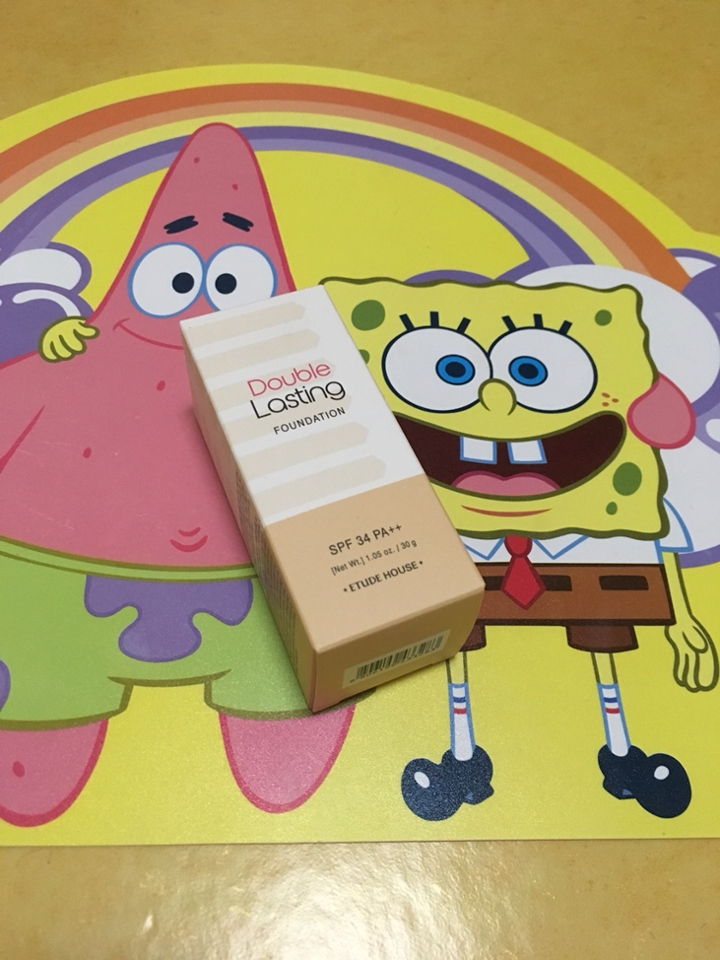 Double
Lasting
FOUNDATION
SPF 34 PA++
[Net Wt.] 1.05 oz. / 30 g
•ETUDE HOUSE•